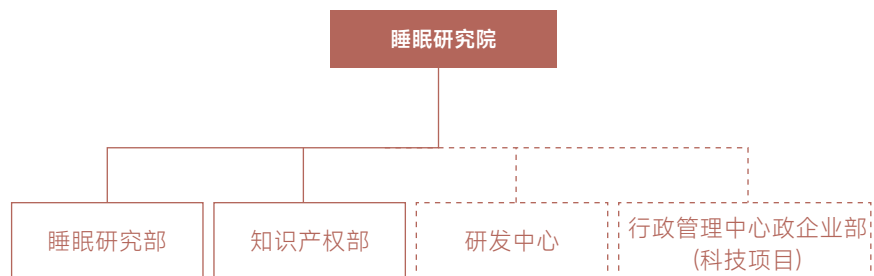 睡眠研究院
睡眠研究部
知识产权部
研发中心
行政管理中心政企业部
(科技项目)